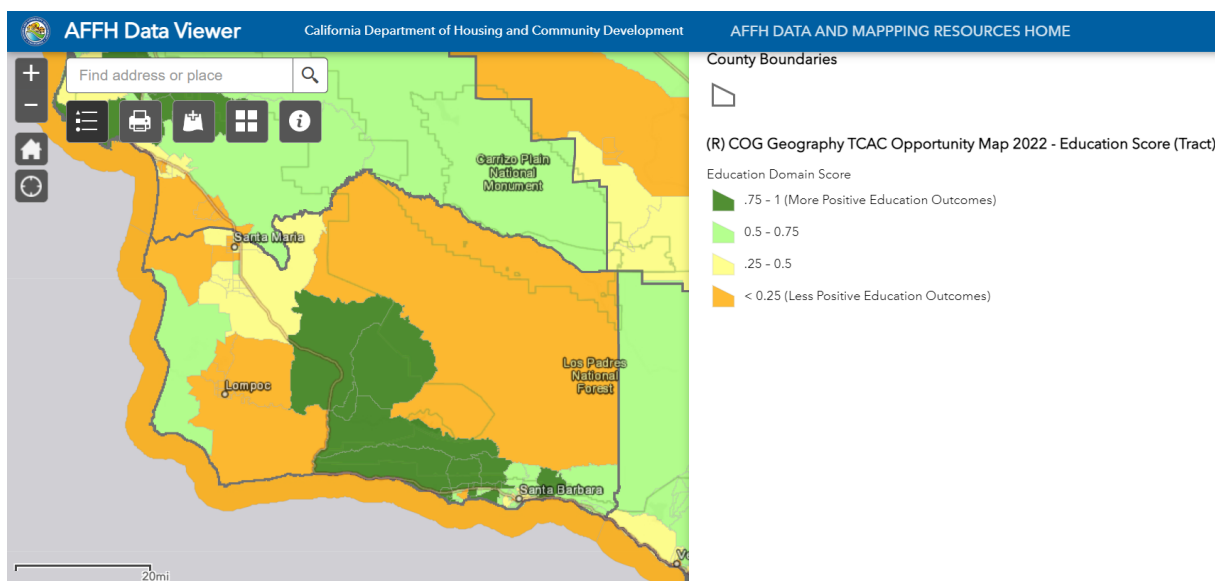 AFFH Data Viewer
California Department of Housing and Community Development
AFFH DATA AND MAPPPING RESOURCES HOME
Find address or place
Carrizo Plain
National
Monument
Santa Maria
Lompoc
Los Padres
National
Forest
Santa Barbara
20mi
County Boundaries
(R) COG Geography TCAC Opportunity Map 2022 - Education Score (Tract)
Education Domain Score
.75 - 1 (More Positive Education Outcomes)
0.5 - 0.75
.25 - 0.5
< 0.25 (Less Positive Education Outcomes)